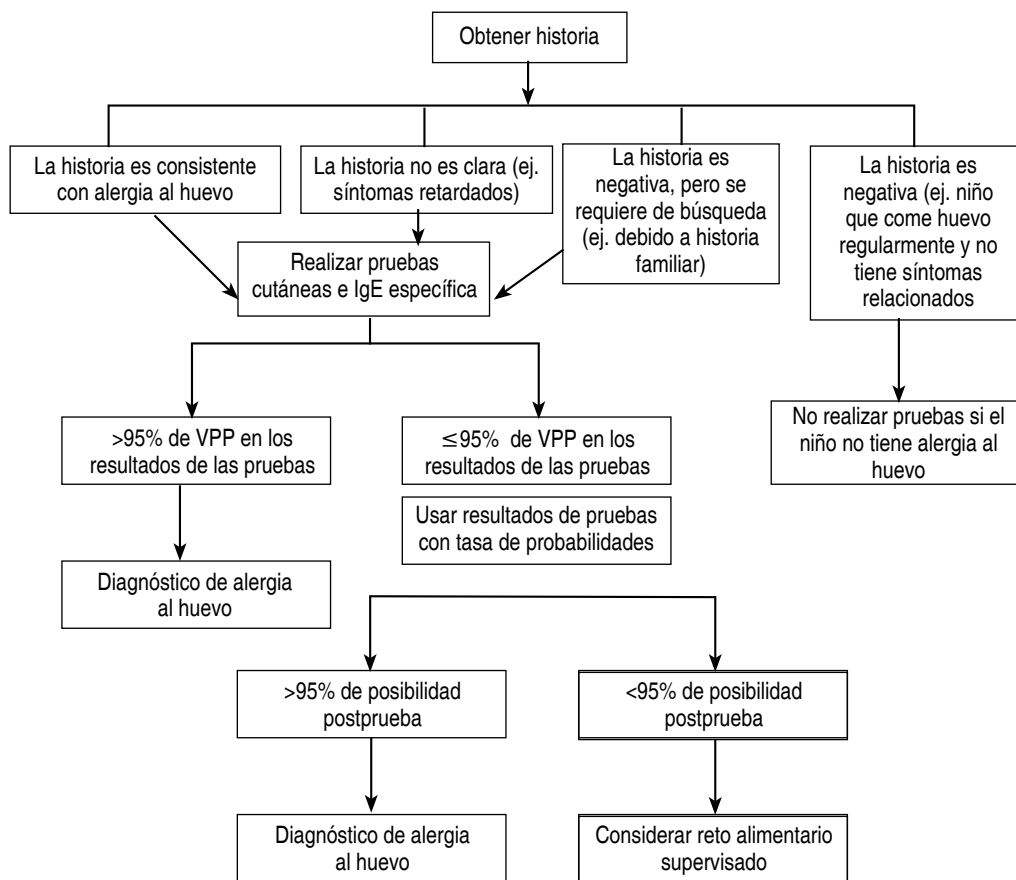 Obtener historia
La historia es consistente
con alergia al huevo
La historia no es clara (ej.
síntomas retardados)
La historia es
negativa, pero se
requiere de búsqueda
(ej. debido a historia
familiar)
La historia es
negativa (ej. niño
que come huevo
regularmente y no
tiene síntomas
relacionados
Realizar pruebas
cutáneas e IgE específica
>95% de VPP en los
resultados de las pruebas
≤95% de VPP en los
resultados de las pruebas
No realizar pruebas si el
niño no tiene alergia al
huevo
Usar resultados de pruebas
con tasa de probabilidades
Diagnóstico de alergia
al huevo
>95% de posibilidad
postprueba
<95% de posibilidad
postprueba
Diagnóstico de alergia
al huevo
Considerar reto alimentario
supervisado